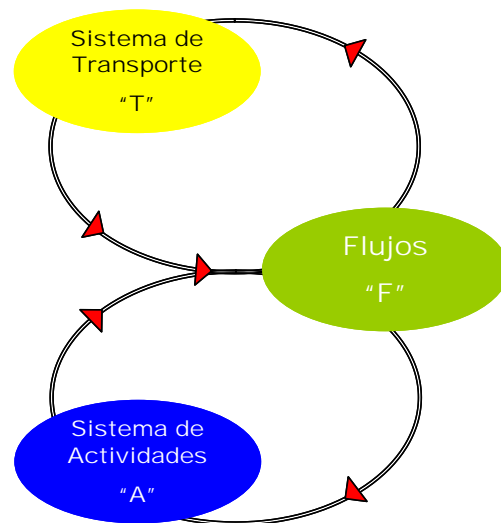 Sistema de
Transporte
“T”
Flujos
“F”
Sistema de
Actividades
“A”